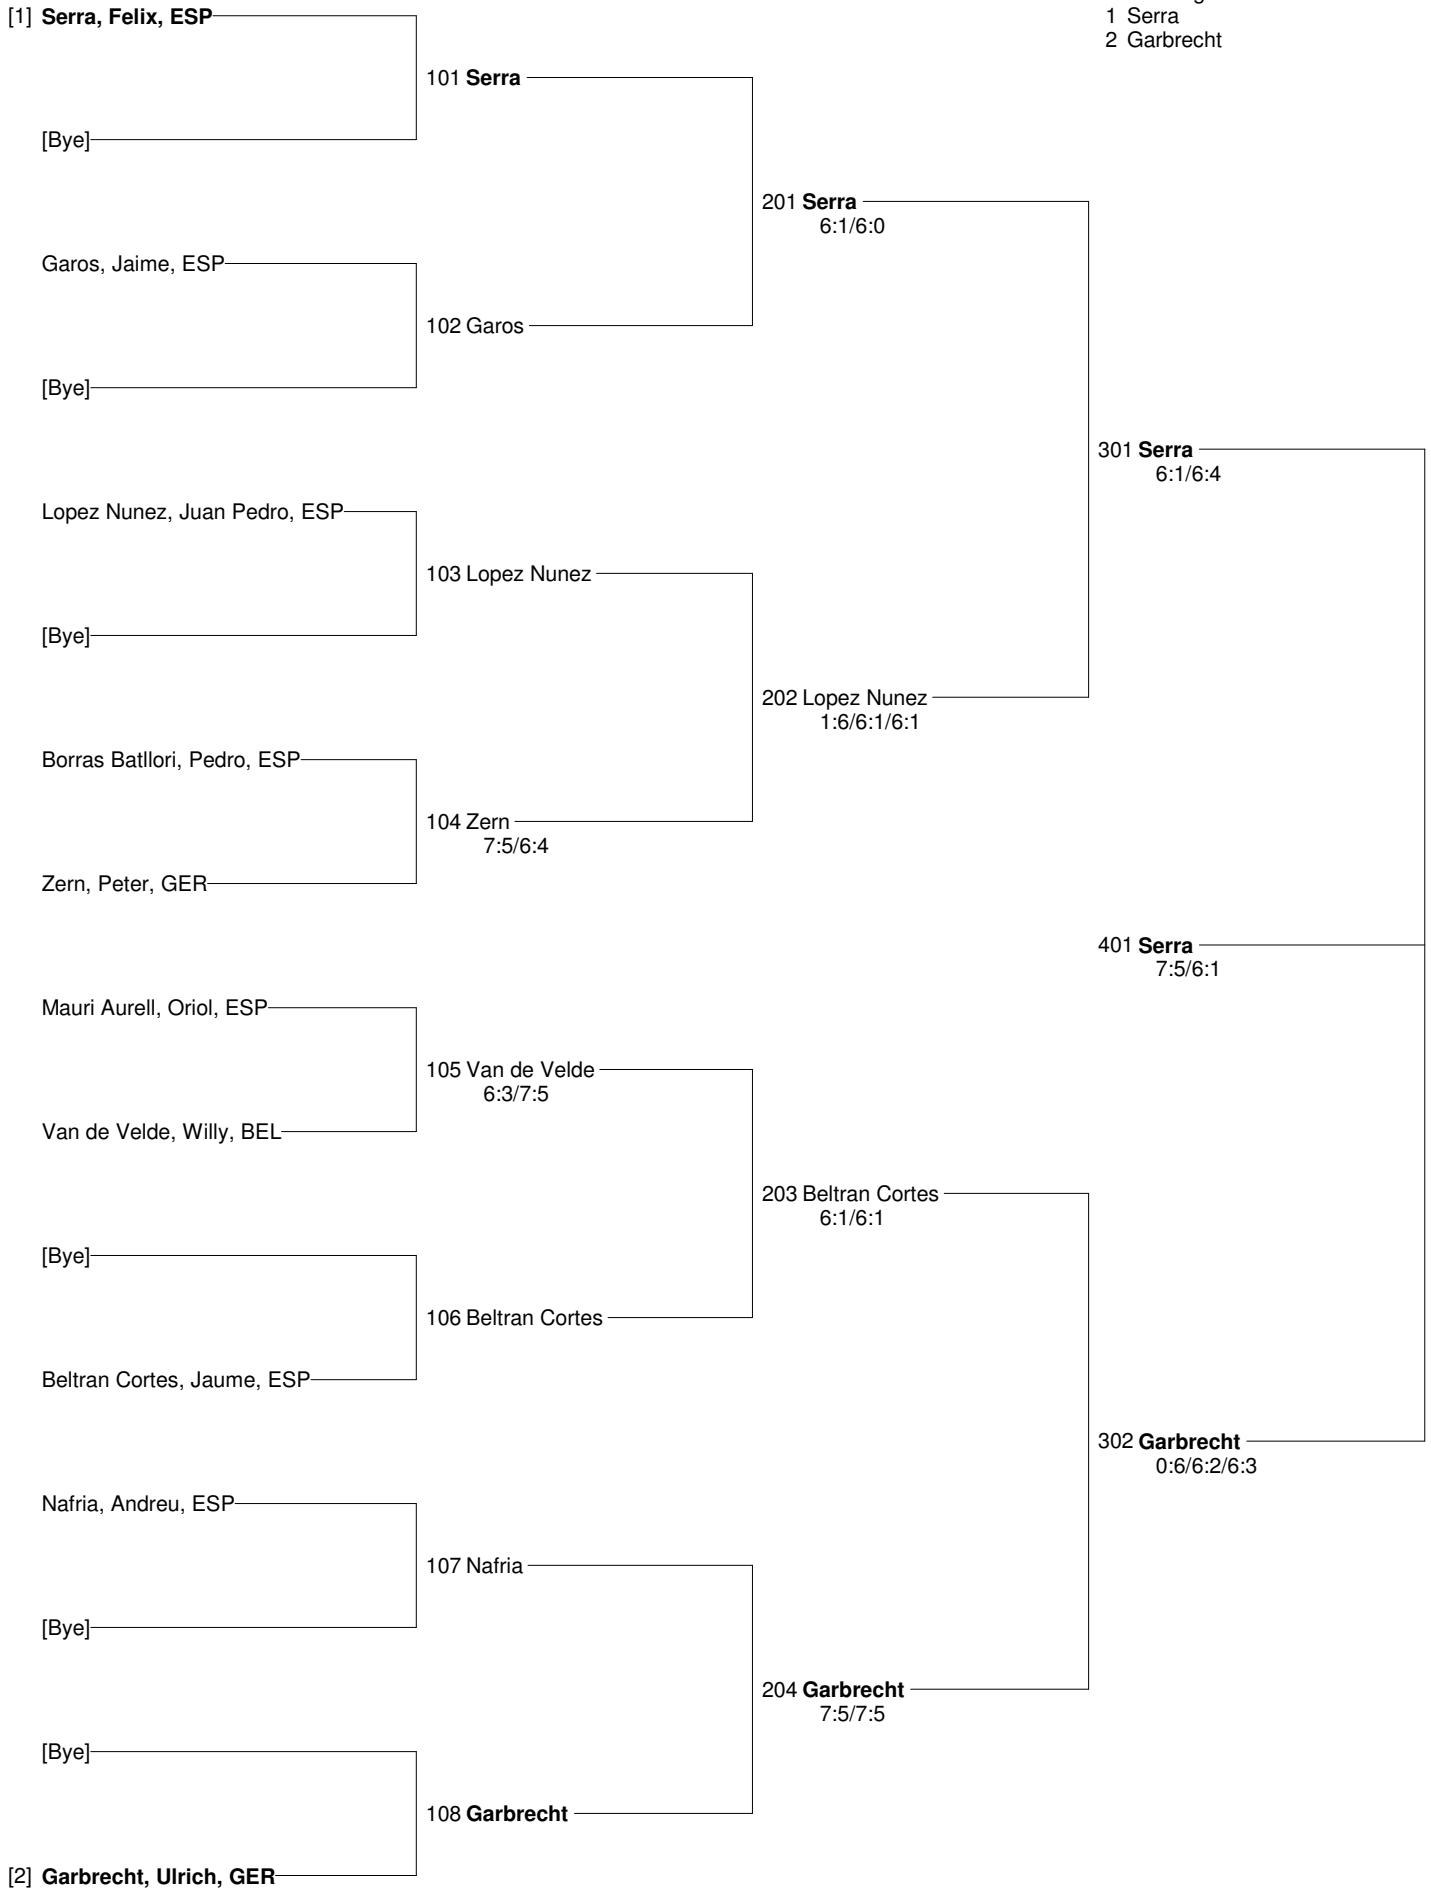 [1] Serra, Felix, ESP
1 Serra
2 Garbrecht
101 Serra
[Bye]
201 Serra
6:1/6:0
Garos, Jaime, ESP
102 Garos
[Bye]
301 Serra
6:1/6:4
Lopez Nunez, Juan Pedro, ESP
103 Lopez Nunez
[Bye]
202 Lopez Nunez
1:6/6:1/6:1
Borras Batllori, Pedro, ESP
104 Zern
7:5/6:4
Zern, Peter, GER
401 Serra
7:5/6:1
Mauri Aurell, Oriol, ESP
105 Van de Velde
6:3/7:5
Van de Velde, Willy, BEL
203 Beltran Cortes
6:1/6:1
[Bye]
106 Beltran Cortes
Beltran Cortes, Jaume, ESP
302 Garbrecht
0:6/6:2/6:3
Nafria, Andreu, ESP
107 Nafria
[Bye]
204 Garbrecht
7:5/7:5
[Bye]
108 Garbrecht
[2] Garbrecht, Ulrich, GER